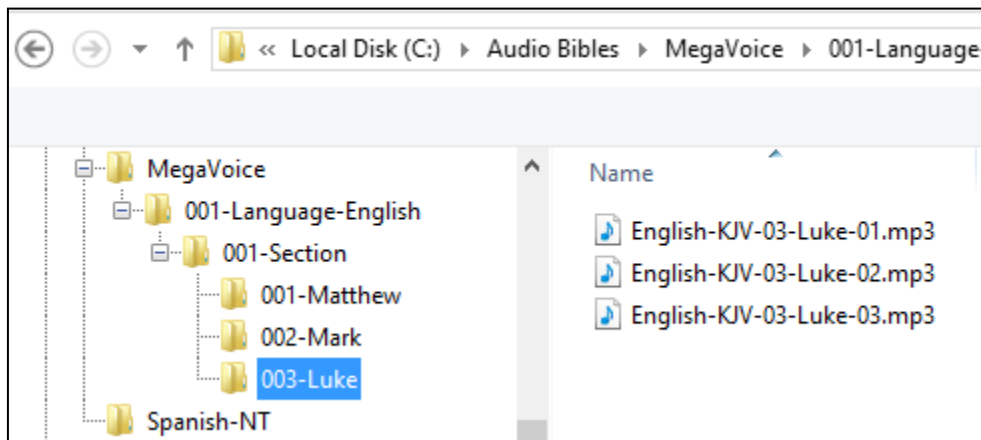 « Local Disk (C:) ▸ Audio Bibles ▸ MegaVoice ▸ 001-Language-
MegaVoice
001-Language-English
001-Section
001-Matthew
002-Mark
003-Luke
Spanish-NT
Name
English-KJV-03-Luke-01.mp3
English-KJV-03-Luke-02.mp3
English-KJV-03-Luke-03.mp3